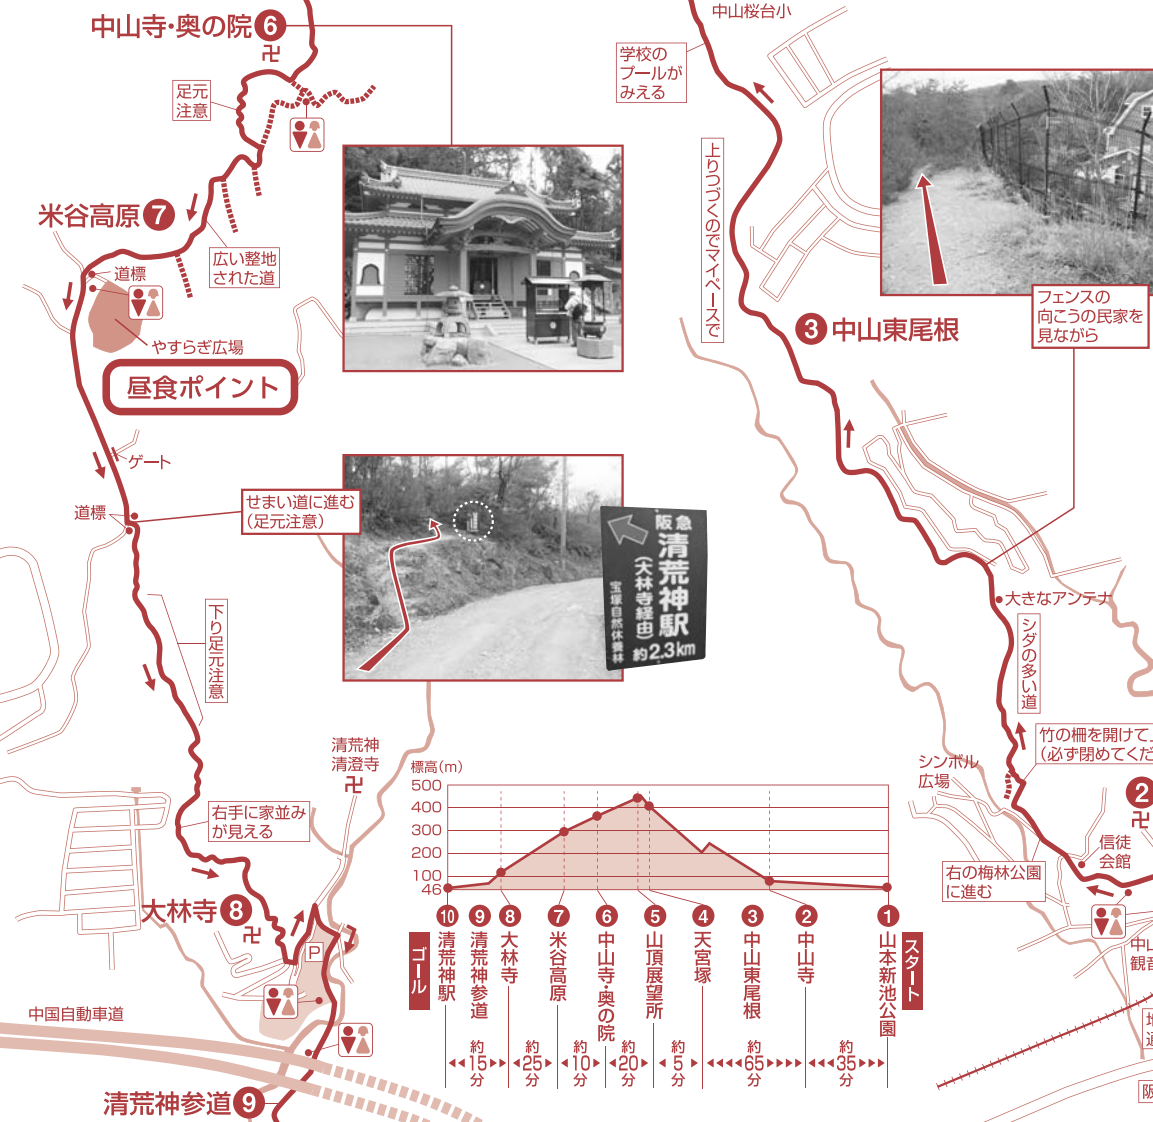 中山寺・奥の院 6
足元
注意
米谷高原 7
道標
広い整地
された道
やすらぎ広場
昼食ポイント
ゲート
道標
せまい道に進む
(足元注意)
下り足元注意
阪急
清荒神駅
(大林寺経由)
宝塚自然休養林
約2.3km
清荒神
清澄寺
右手に家並み
が見える
大林寺 8
P
中国自動車道
清荒神参道 9
中山桜台小
学校の
プールが
みえる
上りつづくのでマイペースで
3 中山東尾根
フェンスの
向こうの民家を
見ながら
大きなアンテナ
シダの多い道
竹の柵を開けて
(必ず閉めてくだ
シンボル
広場
2
信徒
会館
右の梅林公園
に進む
中山
観音
阪
標高(m)
500
400
300
200
100
46
10 9 8 7 6 5 4 3 2 1
ゴール
清荒神駅
清荒神参道
大林寺
米谷高原
中山寺・奥の院
山頂展望所
天宮塚
中山東尾根
中山寺
山本新池公園
スタート
約15分
約25分
約10分
約20分
約5分
約65分
約35分